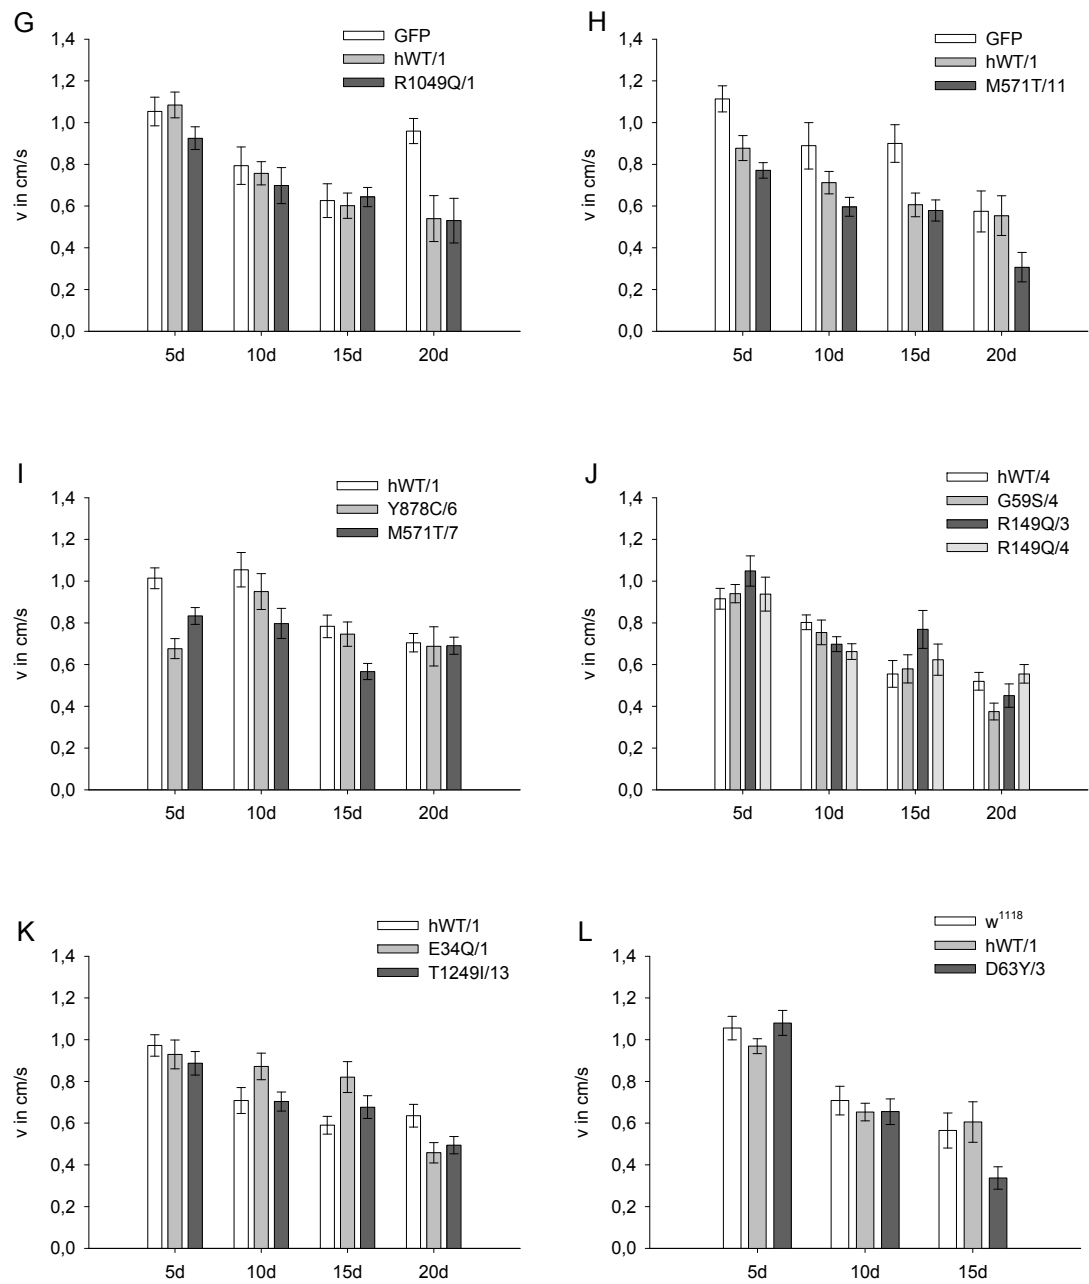 G
GFP
hWT/1
R1049Q/1
v in cm/s
1,4
1,2
1,0
0,8
0,6
0,4
0,2
0,0
5d 10d 15d 20d
H
GFP
hWT/1
M571T/11
v in cm/s
1,4
1,2
1,0
0,8
0,6
0,4
0,2
0,0
5d 10d 15d 20d
I
hWT/1
Y878C/6
M571T/7
v in cm/s
1,4
1,2
1,0
0,8
0,6
0,4
0,2
0,0
5d 10d 15d 20d
J
hWT/4
G59S/4
R149Q/3
R149Q/4
v in cm/s
1,4
1,2
1,0
0,8
0,6
0,4
0,2
0,0
5d 10d 15d 20d
K
hWT/1
E34Q/1
T1249I/13
v in cm/s
1,4
1,2
1,0
0,8
0,6
0,4
0,2
0,0
5d 10d 15d 20d
L
w¹¹¹⁸
hWT/1
D63Y/3
v in cm/s
1,4
1,2
1,0
0,8
0,6
0,4
0,2
0,0
5d 10d 15d